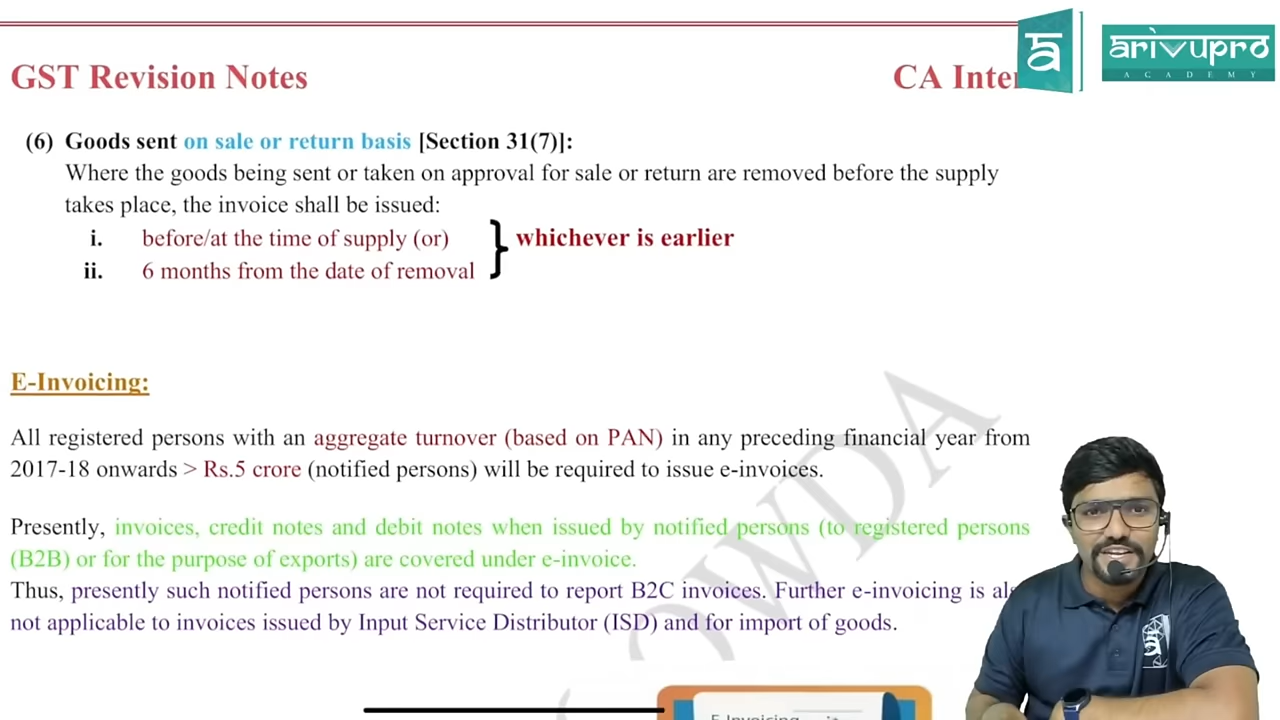 arivupro
ACADEMY
GST Revision Notes
CA Inter
(6) Goods sent on sale or return basis [Section 31(7)]:
Where the goods being sent or taken on approval for sale or return are removed before the supply
takes place, the invoice shall be issued:
i. before/at the time of supply (or)
whichever is earlier
ii. 6 months from the date of removal
E-Invoicing:
All registered persons with an aggregate turnover (based on PAN) in any preceding financial year from
2017-18 onwards > Rs.5 crore (notified persons) will be required to issue e-invoices.
Presently, invoices, credit notes and debit notes when issued by notified persons (to registered persons
(B2B) or for the purpose of exports) are covered under e-invoice.
Thus, presently such notified persons are not required to report B2C invoices. Further e-invoicing is als
not applicable to invoices issued by Input Service Distributor (ISD) and for import of goods.
OWDA
E-Invoicing